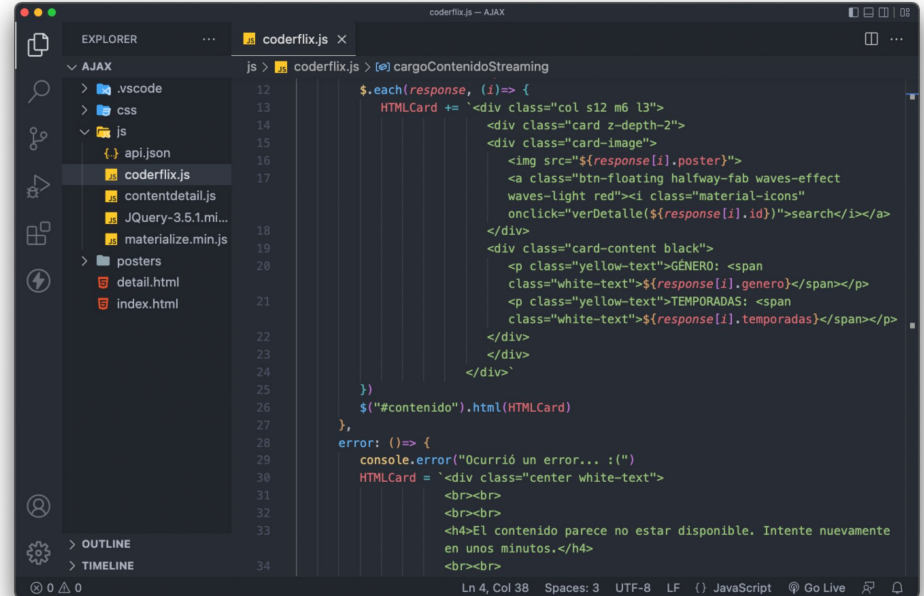 coderflix.js — AJAX
EXPLORER ···
coderflix.js ×
AJAX
js > coderflix.js > cargoContenidoStreaming
.vscode
css
js
api.json
coderflix.js
contentdetail.js
JQuery-3.5.1.mi...
materialize.min.js
posters
detail.html
index.html
12 $.each(response, (i)=> {
13 HTMLCard += `<div class="col s12 m6 l3">
14 <div class="card z-depth-2">
15 <div class="card-image">
16 <img src="${response[i].poster}">
17 <a class="btn-floating halfway-fab waves-effect
waves-light red"><i class="material-icons"
onclick="verDetalle(${response[i].id})">search</i></a>
18 </div>
19 <div class="card-content black">
20 <p class="yellow-text">GÉNERO: <span
class="white-text">${response[i].genero}</span></p>
21 <p class="yellow-text">TEMPORADAS: <span
class="white-text">${response[i].temporadas}</span></p>
22 </div>
23 </div>
24 </div>`
25 })
26 $("#contenido").html(HTMLCard)
27 },
28 error: ()=> {
29 console.error("Ocurrió un error... :(")
30 HTMLCard = `<div class="center white-text">
31 <br><br>
32 <br><br>
33 <h4>El contenido parece no estar disponible. Intente nuevamente
en unos minutos.</h4>
34 <br><br>
OUTLINE
TIMELINE
0 0 Ln 4, Col 38 Spaces: 3 UTF-8 LF {} JavaScript Go Live